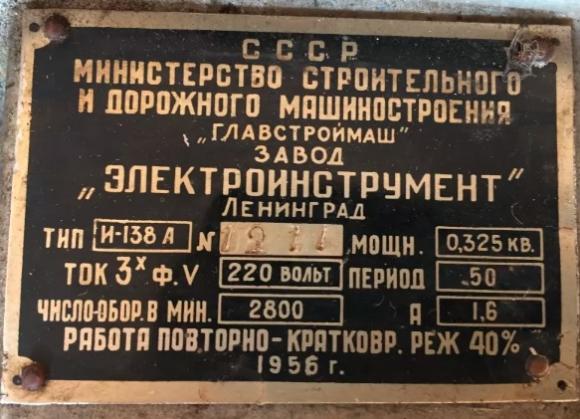 СССР
МИНИСТЕРСТВО СТРОИТЕЛЬНОГО
И ДОРОЖНОГО МАШИНОСТРОЕНИЯ
„ГЛАВСТРОЙМАШ"
ЗАВОД
„ЭЛЕКТРОИНСТРУМЕНТ"
ЛЕНИНГРАД
ТИП И-138 А N МОЩН. 0,325 КВ.
ТОК 3х Ф. V 220 ВОЛЬТ ПЕРИОД 50
ЧИСЛО-ОБОР. В МИН. 2800 А 1,6
РАБОТА ПОВТОРНО-КРАТКОВР. РЕЖ 40%
1956 г.